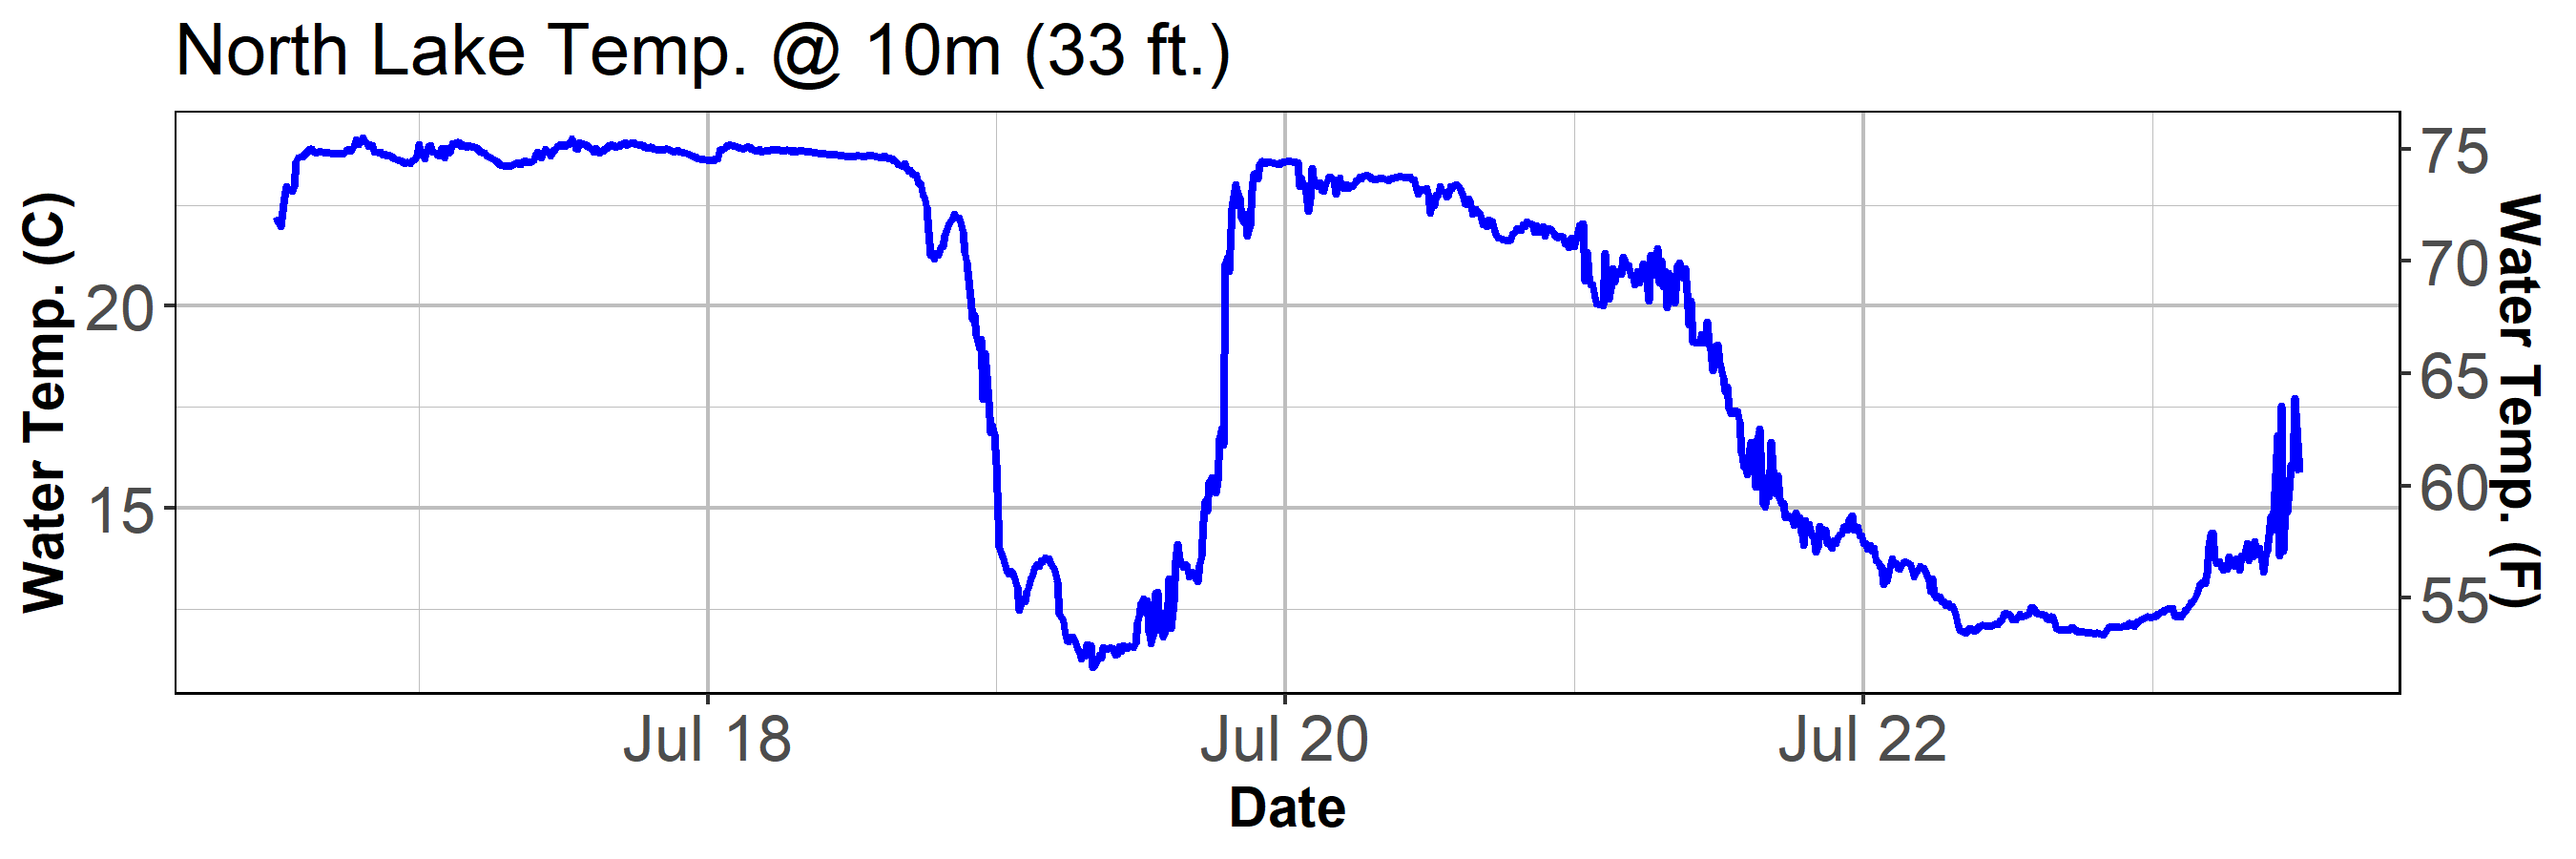 North Lake Temp. @ 10m (33 ft.)
Water Temp. (C)
20
15
75
70
65
60
55
Water Temp. (F)
Jul 18
Jul 20
Jul 22
Date